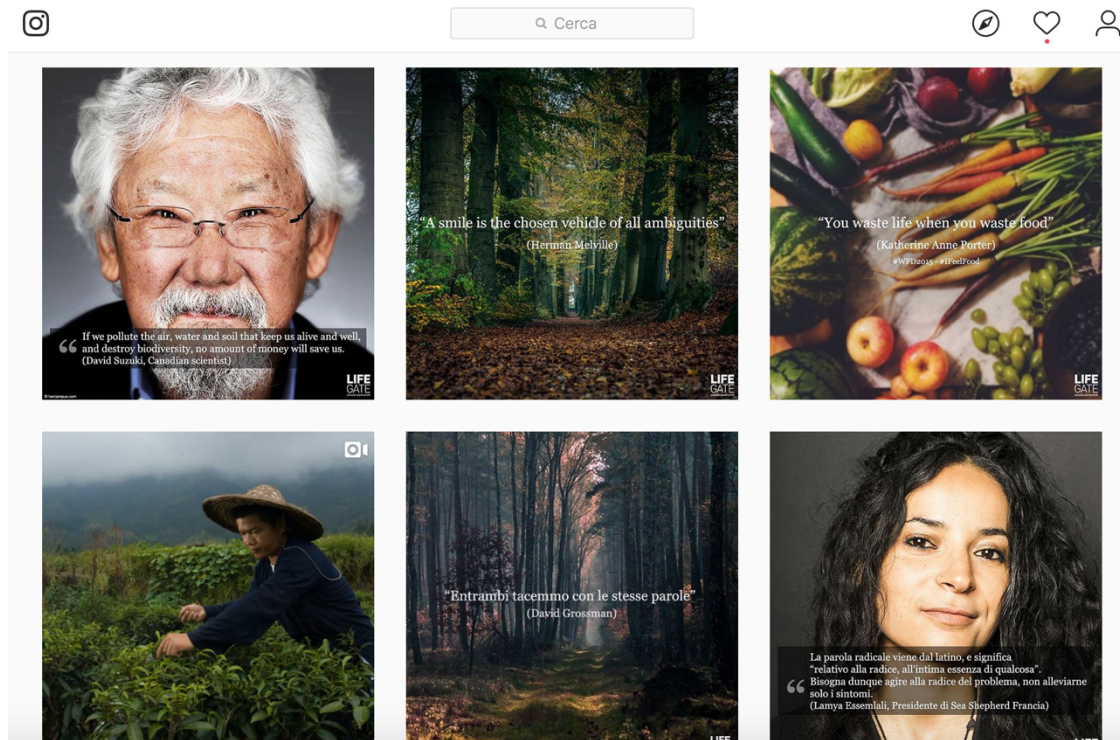 Cerca
If we pollute the air, water and soil that keep us alive and well,
and destroy biodiversity, no amount of money will save us.
(David Suzuki, Canadian scientist)
LIFE
GATE
“A smile is the chosen vehicle of all ambiguities”
(Herman Melville)
LIFE
GATE
“You waste life when you waste food”
(Katherine Anne Porter)
#WFD2015 - #IFeelFood
LIFE
GATE
“Entrambi tacemmo con le stesse parole”
(David Grossman)
LIFE
La parola radicale viene dal latino, e significa
“relativo alla radice, all'intima essenza di qualcosa”.
Bisogna dunque agire alla radice del problema, non alleviarne
solo i sintomi.
(Lamya Essemlali, Presidente di Sea Shepherd Francia)
LIFE